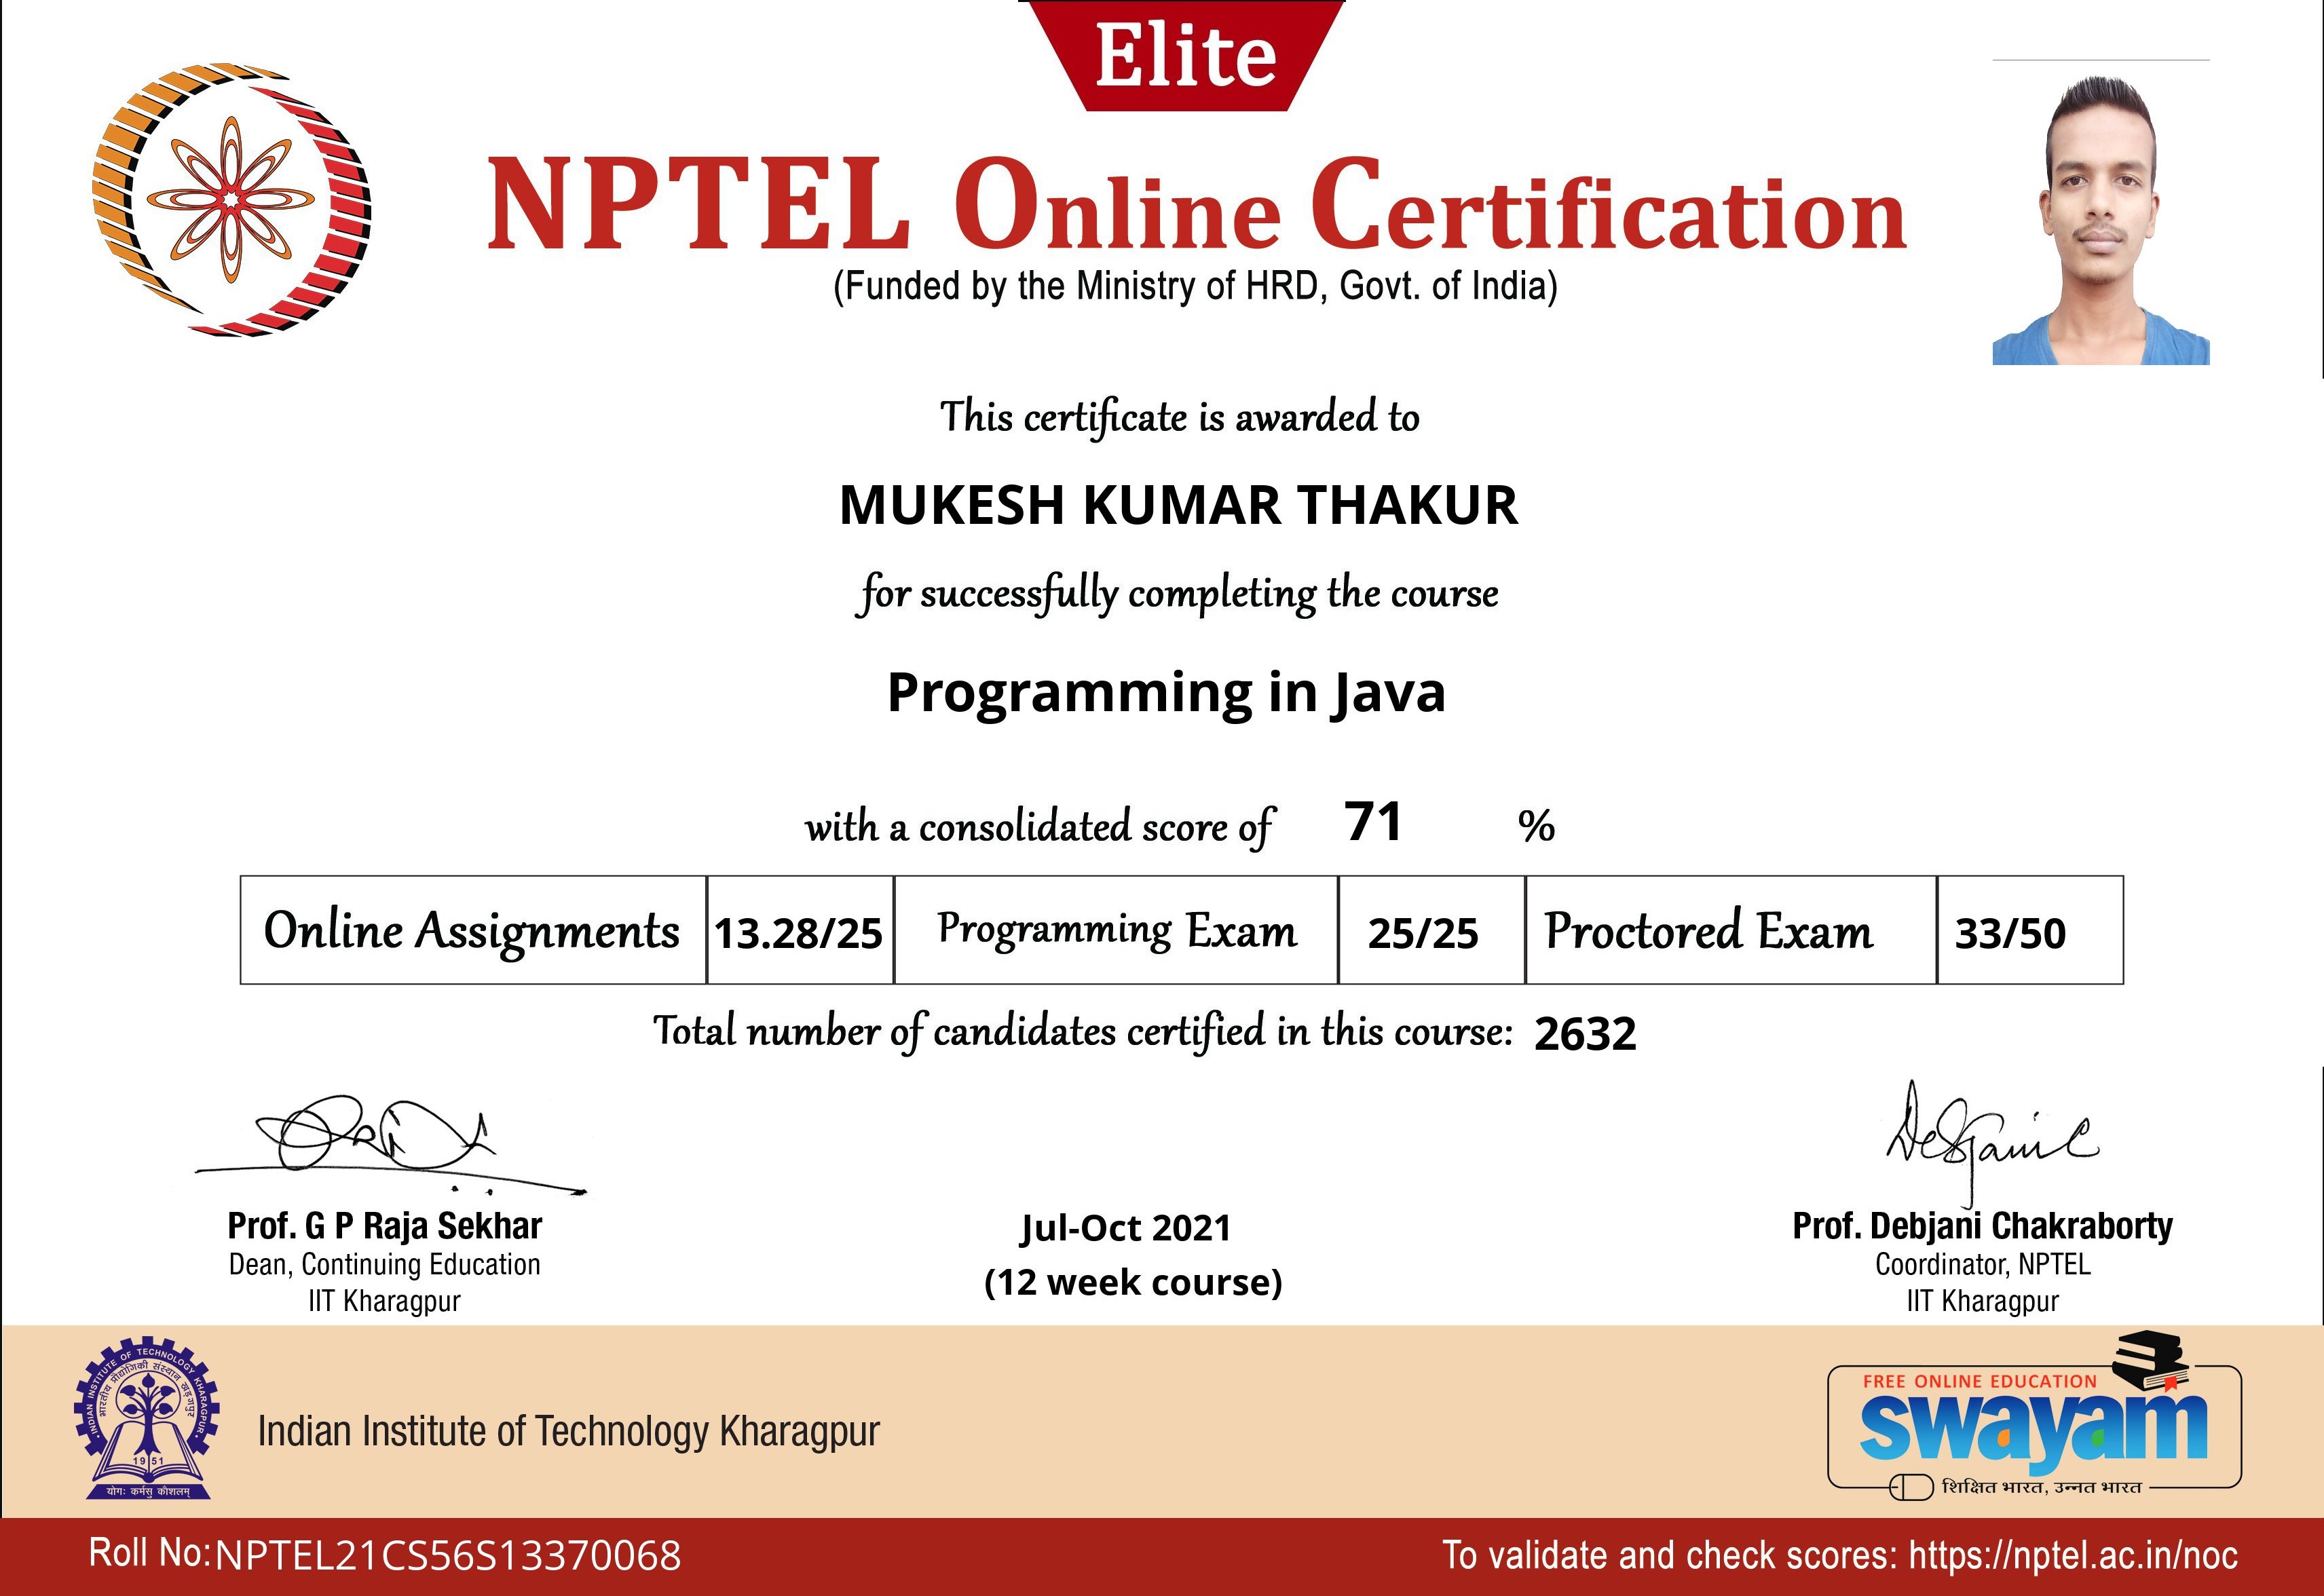 Elite
NPTEL Online Certification
(Funded by the Ministry of HRD, Govt. of India)
This certificate is awarded to
MUKESH KUMAR THAKUR
for successfully completing the course
Programming in Java
with a consolidated score of 71 %
Online Assignments 13.28/25 Programming Exam 25/25 Proctored Exam 33/50
Total number of candidates certified in this course: 2632
Prof. G P Raja Sekhar
Dean, Continuing Education
IIT Kharagpur
Jul-Oct 2021
(12 week course)
Debjani C
Prof. Debjani Chakraborty
Coordinator, NPTEL
IIT Kharagpur
INDIAN INSTITUTE OF TECHNOLOGY KHARAGPUR
भारतीय प्रौद्योगिकी संस्थान खड़गपुर
1951
योगः कर्मसु कौशलम्
Indian Institute of Technology Kharagpur
FREE ONLINE EDUCATION
swayam
शिक्षित भारत, उन्नत भारत
Roll No: NPTEL21CS56S13370068
To validate and check scores: https://nptel.ac.in/noc